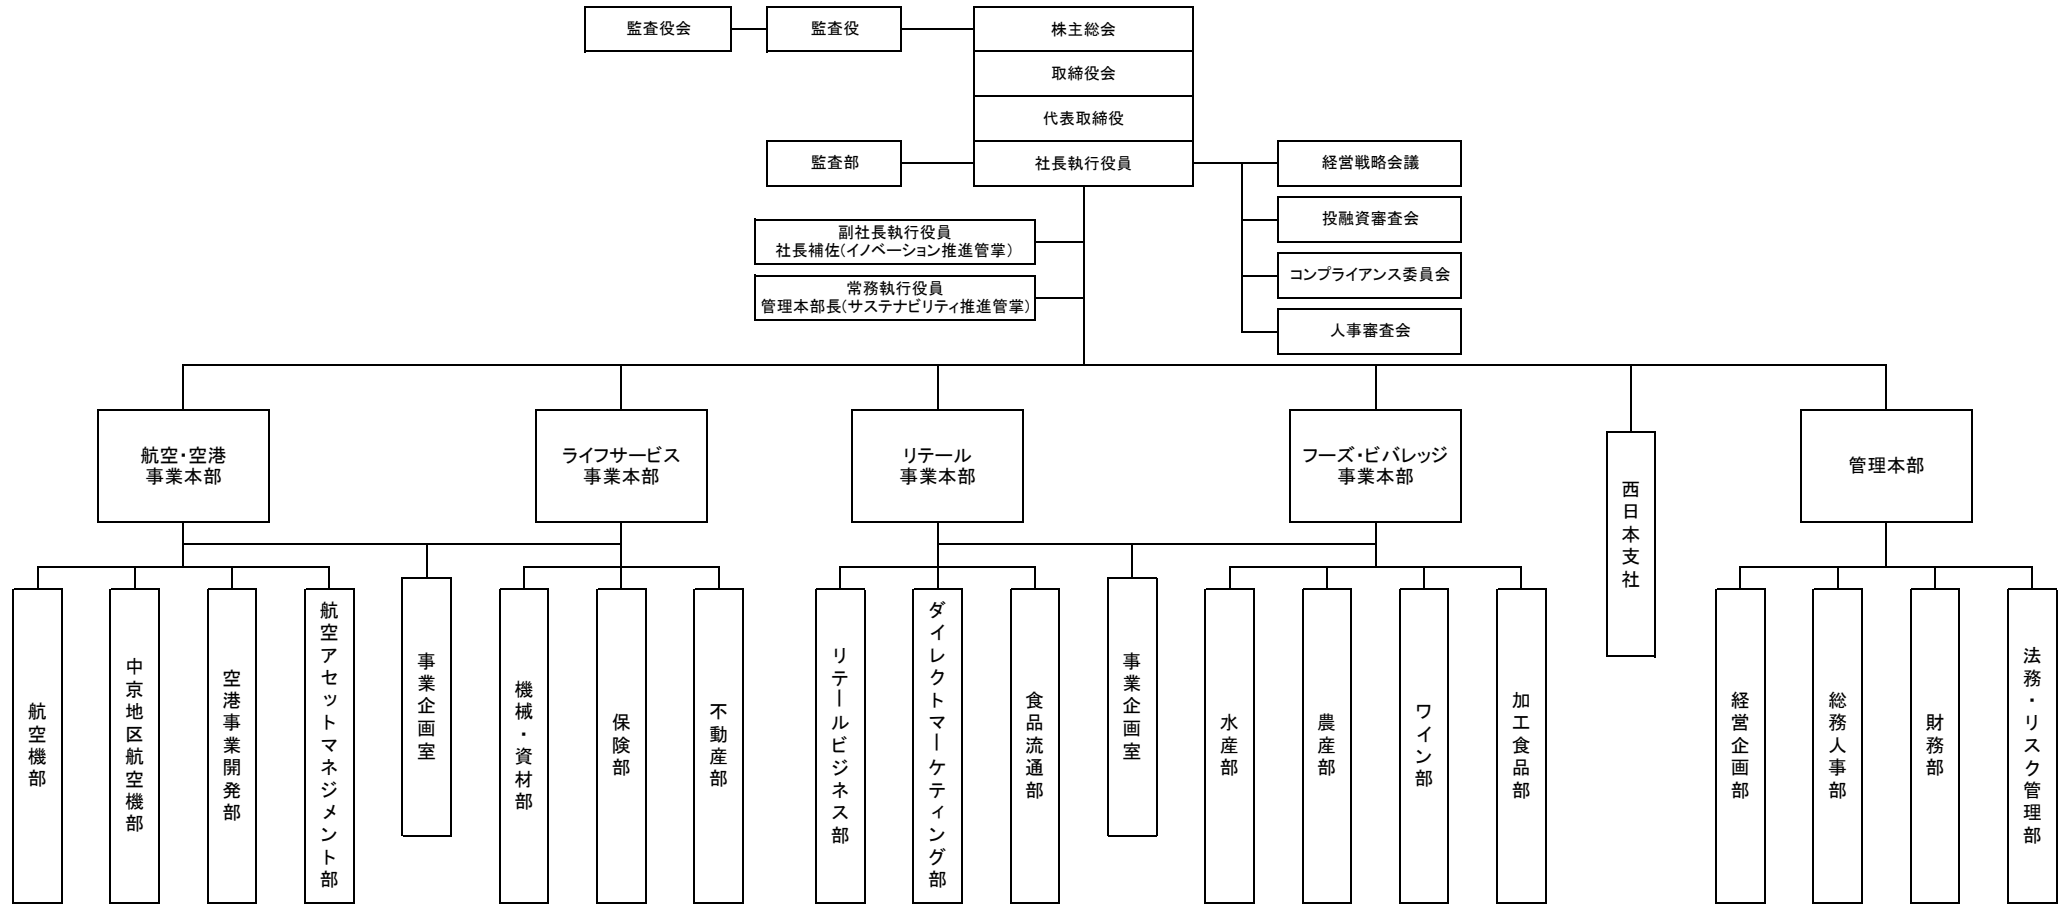 監査役会
監査役
株主総会
取締役会
代表取締役
監査部
社長執行役員
経営戦略会議
投融資審査会
コンプライアンス委員会
人事審査会
副社長執行役員
社長補佐(イノベーション推進管掌)
常務執行役員
管理本部長(サステナビリティ推進管掌)
航空・空港
事業本部
ライフサービス
事業本部
リテール
事業本部
フーズ・ビバレッジ
事業本部
西日本支社
管理本部
航空機部
中京地区航空機部
空港事業開発部
航空アセットマネジメント部
事業企画室
機械・資材部
保険部
不動産部
リテールビジネス部
ダイレクトマーケティング部
食品流通部
事業企画室
水産部
農産部
ワイン部
加工食品部
経営企画部
総務人事部
財務部
法務・リスク管理部